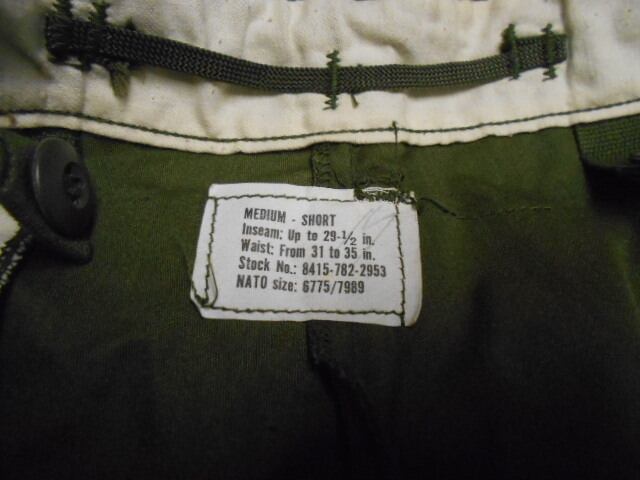 MEDIUM - SHORT
Inseam: Up to 29-½ in.
Waist: From 31 to 35 in.
Stock No.: 8415-782-2953
NATO size: 6775/7989